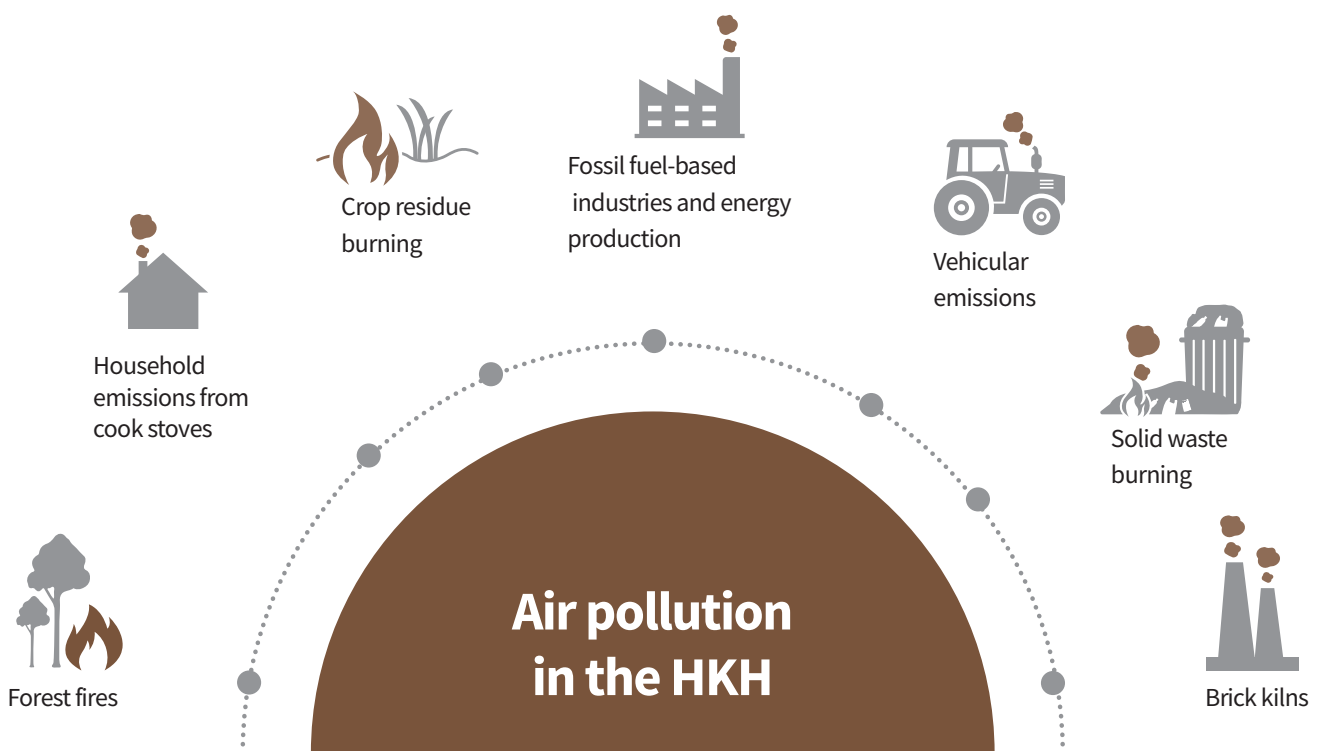 Fossil fuel-based
industries and energy
production
Crop residue
burning
Vehicular
emissions
Household
emissions from
cook stoves
Solid waste
burning
Air pollution
in the HKH
Forest fires
Brick kilns